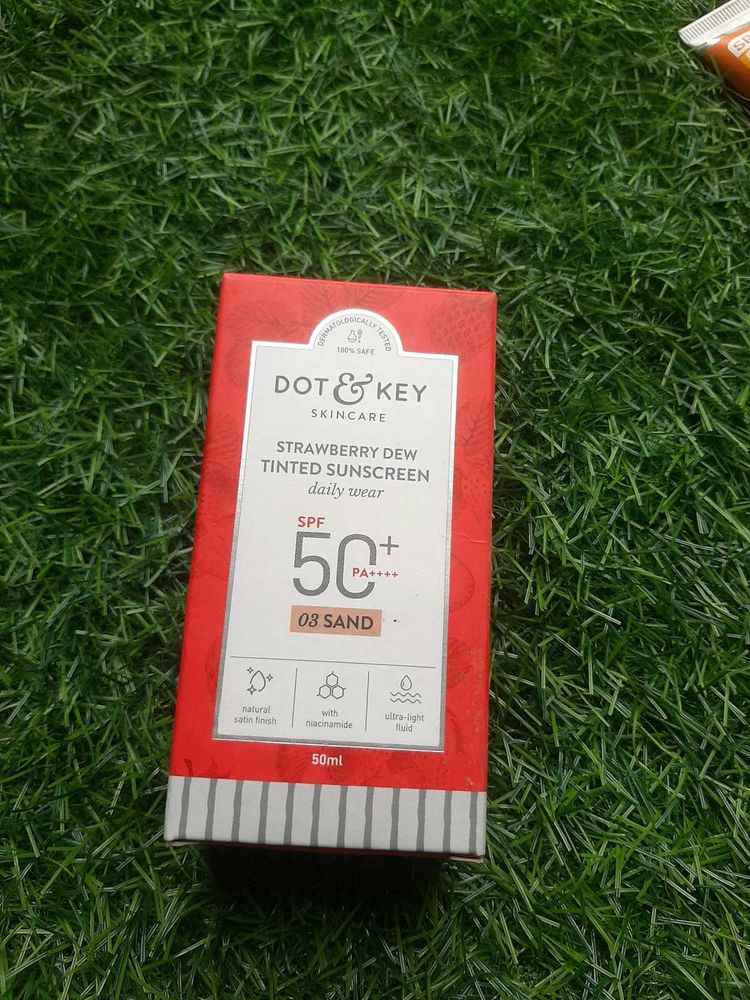 DERMATOLOGICALLY TESTED
100% SAFE
DOT & KEY
SKINCARE
STRAWBERRY DEW
TINTED SUNSCREEN
daily wear
SPF
50+
PA++++
03 SAND
natural
satin finish
with
niacinamide
ultra-light
fluid
50ml